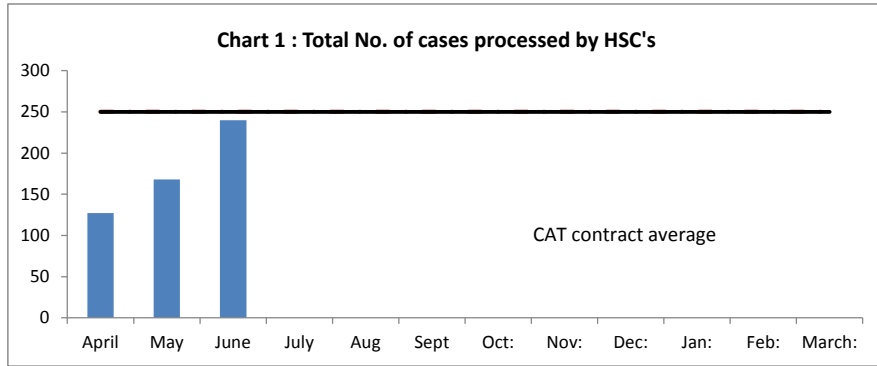 Chart 1 : Total No. of cases processed by HSC's
300
250
200
150
100
50
0
CAT contract average
April May June July Aug Sept Oct: Nov: Dec: Jan: Feb: March: